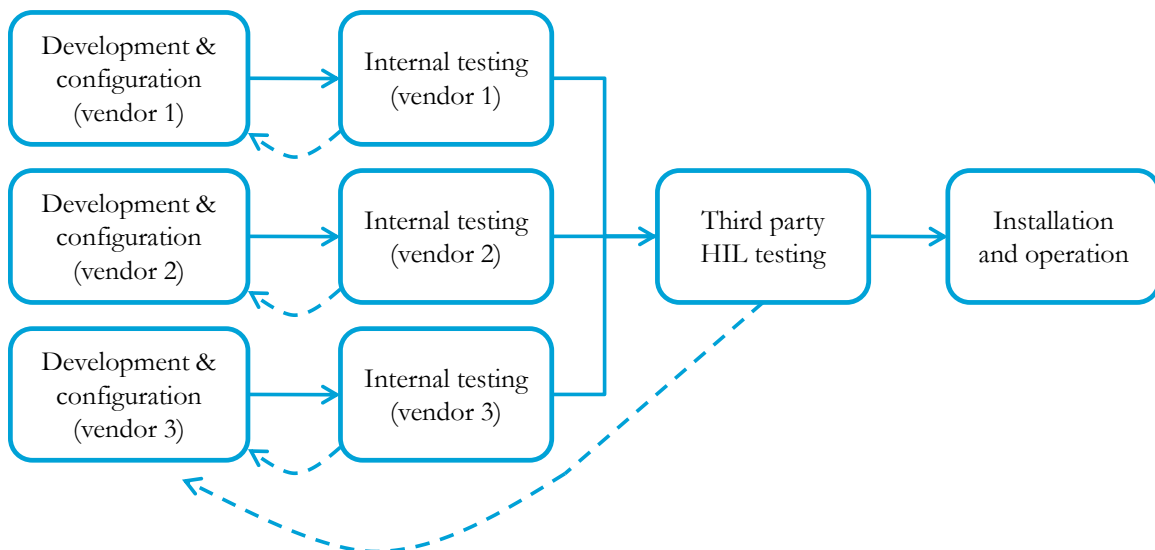 Development &
configuration
(vendor 1)
Internal testing
(vendor 1)
Development &
configuration
(vendor 2)
Internal testing
(vendor 2)
Development &
configuration
(vendor 3)
Internal testing
(vendor 3)
Third party
HIL testing
Installation
and operation